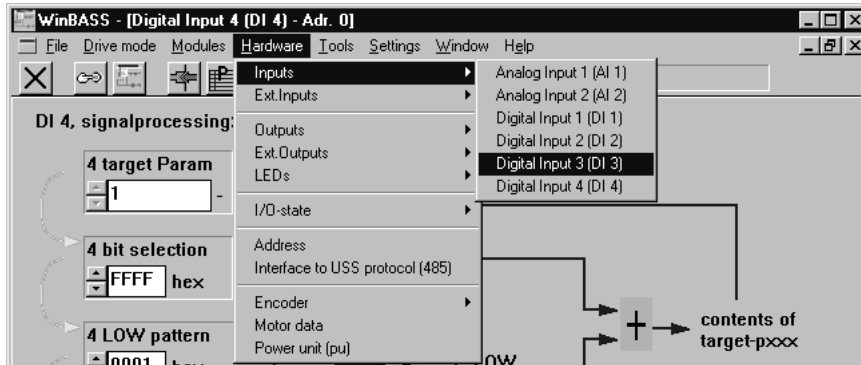 WinBASS - [Digital Input 4 (DI 4) - Adr. 0]
File Drive mode Modules Hardware Tools Settings Window Help
DI 4, signalprocessing:
4 target Param
1 -
4 bit selection
FFFF hex
4 LOW pattern
0001 hex
Inputs
Ext.Inputs
Outputs
Ext.Outputs
LEDs
I/O-state
Address
Interface to USS protocol (485)
Encoder
Motor data
Power unit (pu)
Analog Input 1 (AI 1)
Analog Input 2 (AI 2)
Digital Input 1 (DI 1)
Digital Input 2 (DI 2)
Digital Input 3 (DI 3)
Digital Input 4 (DI 4)
+
contents of
target-pxxx